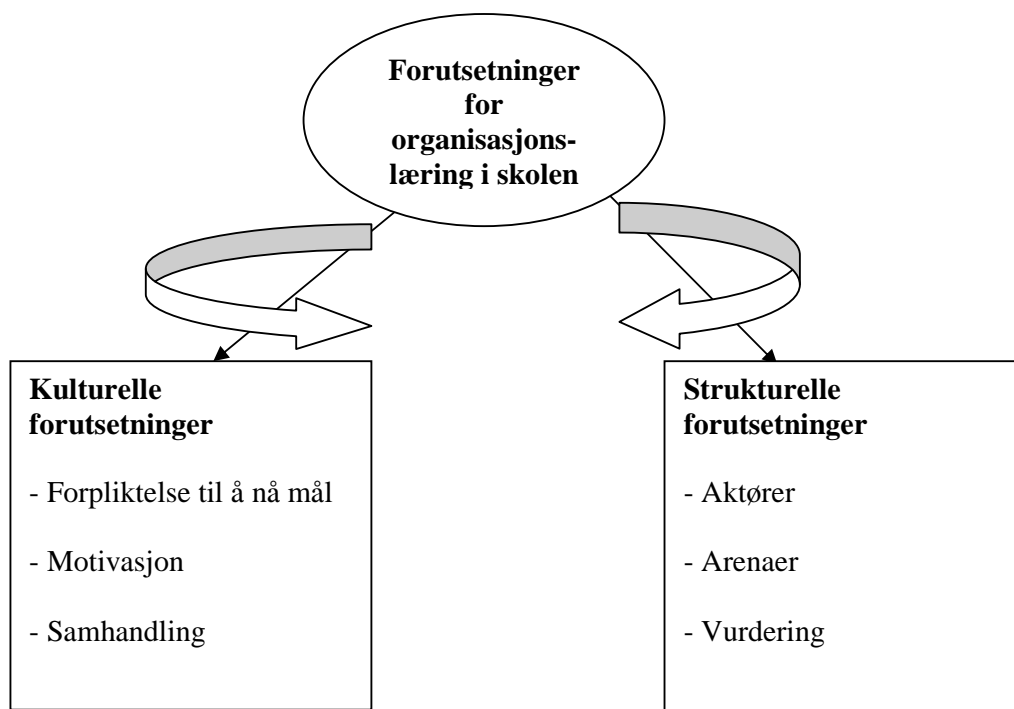 Forutsetninger
for
organisasjons-
læring i skolen
Kulturelle
forutsetninger
- Forpliktelse til å nå mål
- Motivasjon
- Samhandling
Strukturelle
forutsetninger
- Aktører
- Arenaer
- Vurdering